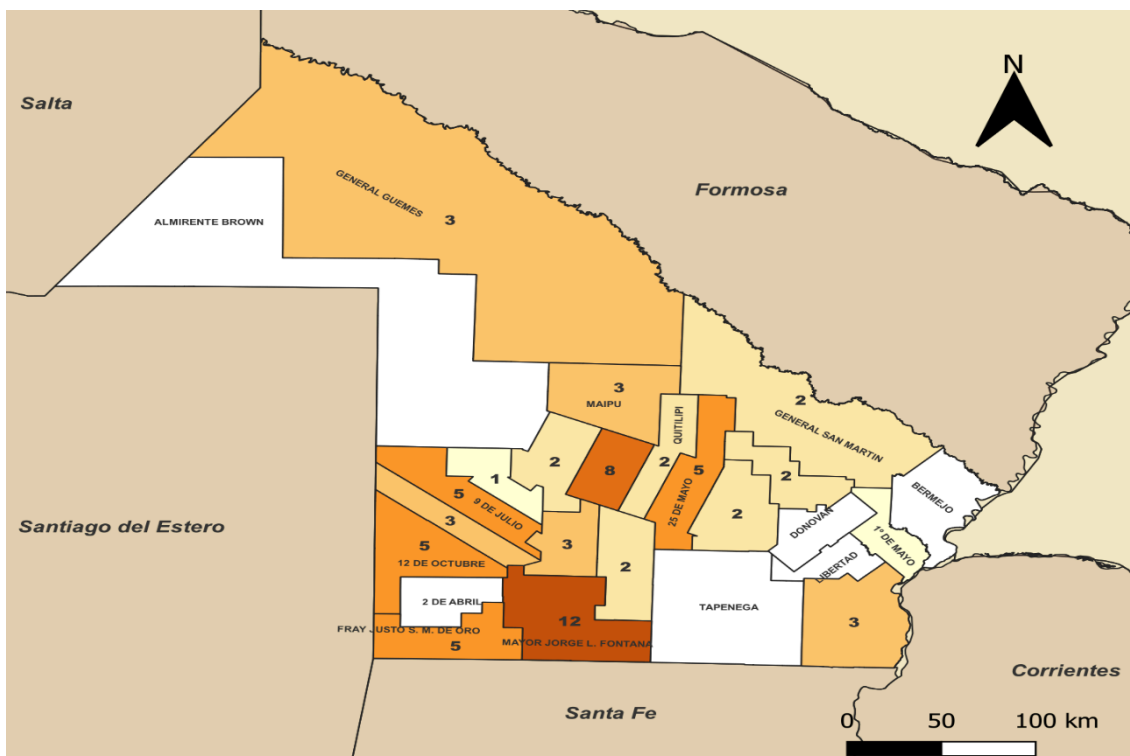 N
Salta
Formosa
GENERAL GUEMES
3
ALMIRENTE BROWN
3
MAIPU
2
GENERAL SAN MARTIN
QUITILIPI
2
8
2
25 DE MAYO
5
2
1
5
9 DE JULIO
BERMEJO
Santiago del Estero
3
3
2
2
DONOVAN
1º DE MAYO
5
12 DE OCTUBRE
LIBERTAD
2 DE ABRIL
TAPENEGA
12
3
FRAY JUSTO S. M. DE ORO
5
MAYOR JORGE L. FONTANA
Corrientes
Santa Fe
0 50 100 km